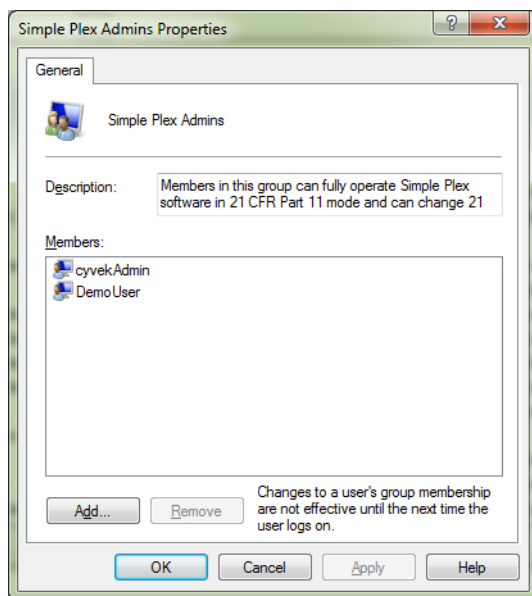 Simple Plex Admins Properties
General
Simple Plex Admins
Description:
Members in this group can fully operate Simple Plex
software in 21 CFR Part 11 mode and can change 21
Members:
cyvekAdmin
DemoUser
Add...
Remove
Changes to a user's group membership
are not effective until the next time the
user logs on.
OK
Cancel
Apply
Help